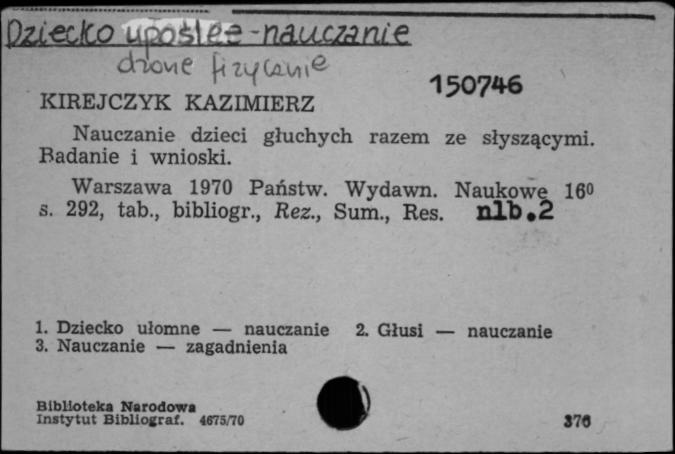 Dziecko upośle- - nauczanie
dzone fizycznie
150746
KIREJCZYK KAZIMIERZ
Nauczanie dzieci głuchych razem ze słyszącymi.
Badanie i wnioski.
Warszawa 1970 Państw. Wydawn. Naukowe 16⁰
s. 292, tab., bibliogr., Rez., Sum., Res. nlb.2
1. Dziecko ułomne — nauczanie 2. Głusi — nauczanie
3. Nauczanie — zagadnienia
Biblioteka Narodowa
Instytut Bibliograf. 4675/70
376